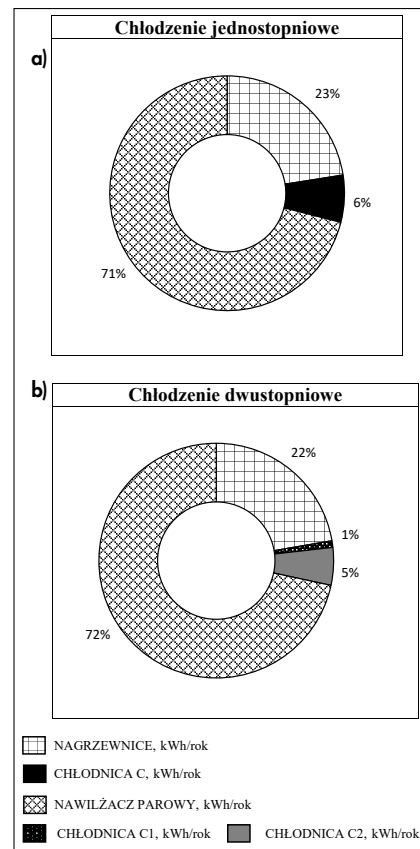 a)
Chłodzenie jednostopniowe
23%
6%
71%
b)
Chłodzenie dwustopniowe
22%
1%
5%
72%
NAGRZEWNICE, kWh/rok
CHŁODNICA C, kWh/rok
NAWILŻACZ PAROWY, kWh/rok
CHŁODNICA C1, kWh/rok CHŁODNICA C2, kWh/rok